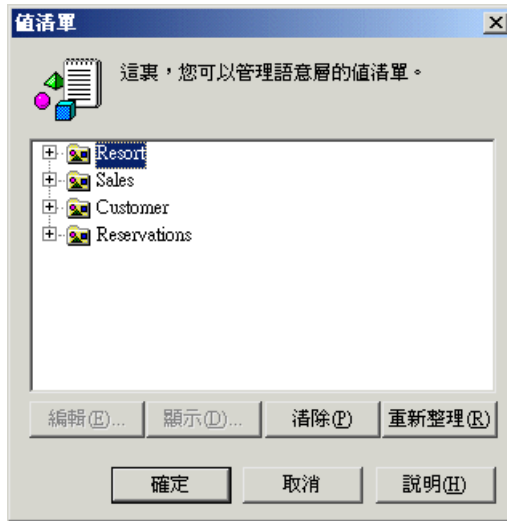 值清單
這裏，您可以管理語意層的值清單。
Resort
Sales
Customer
Reservations
編輯(E)... 顯示(D)... 清除(P) 重新整理(R)
確定 取消 說明(H)